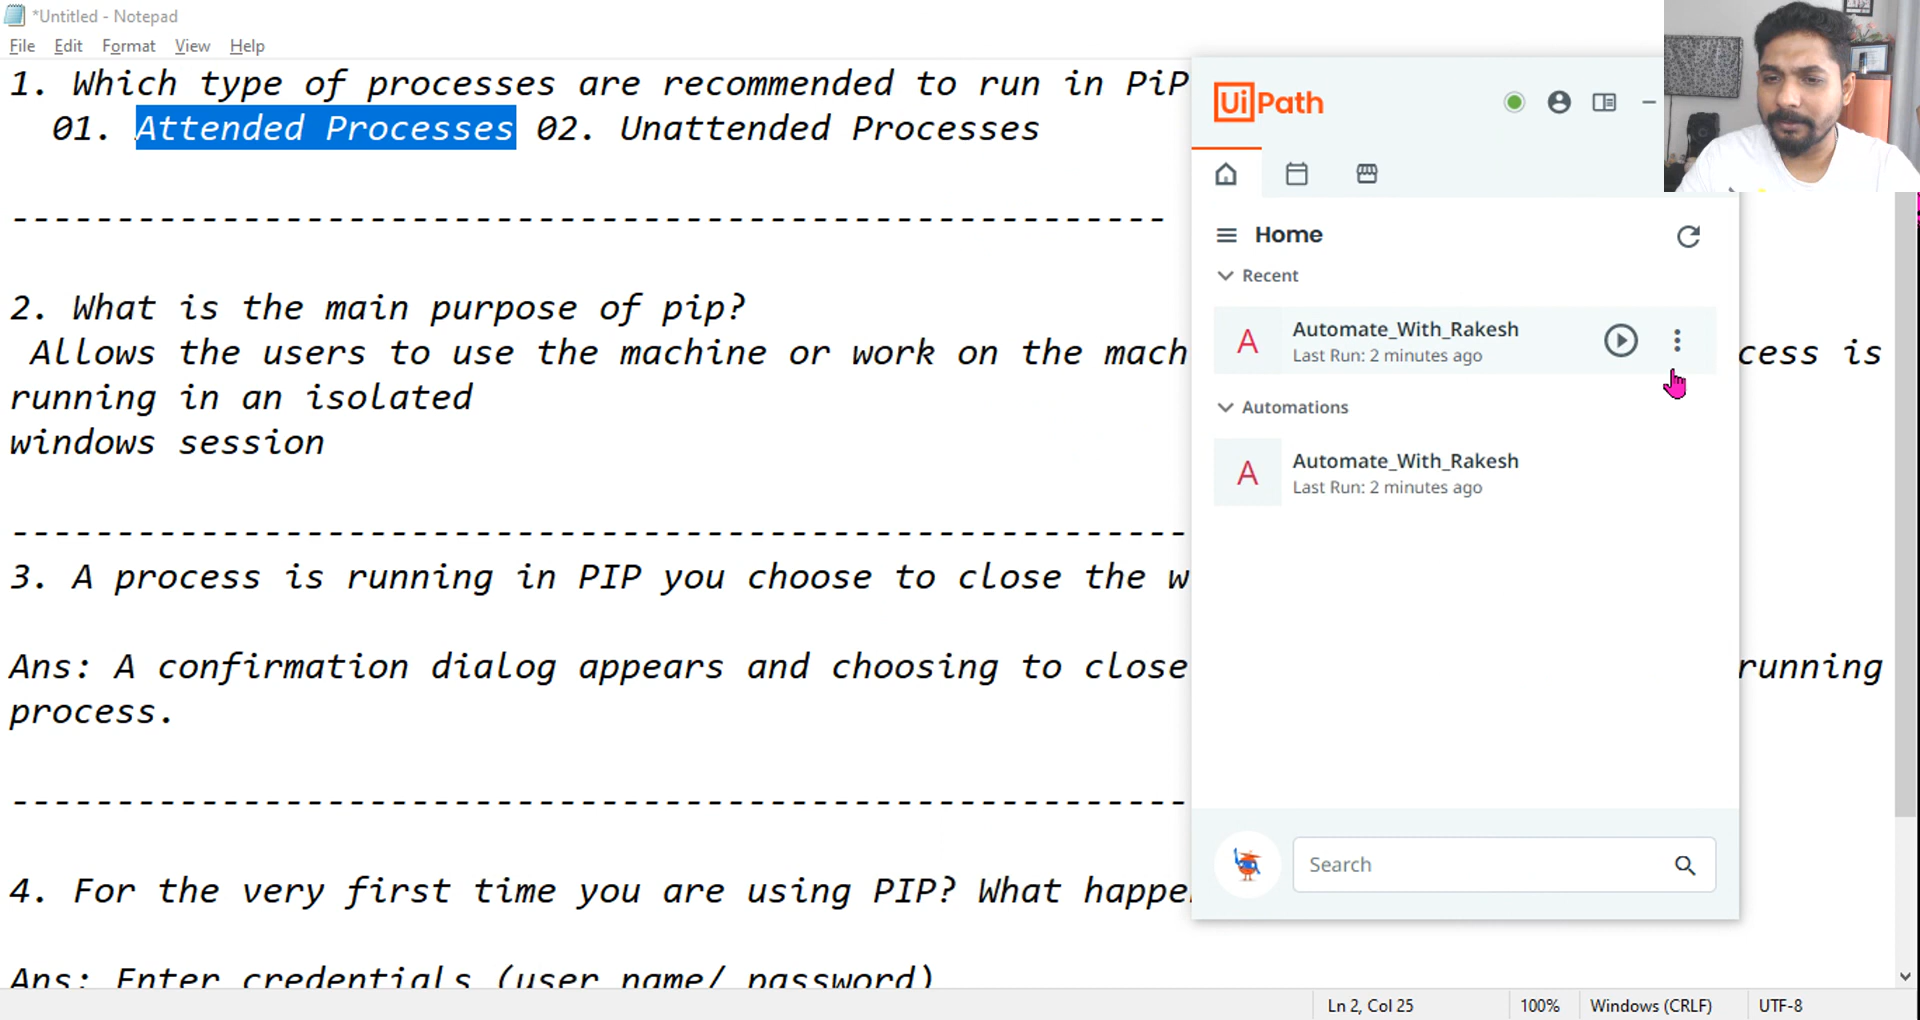 *Untitled - Notepad
File Edit Format View Help
1. Which type of processes are recommended to run in PiP
01. Attended Processes 02. Unattended Processes
-------------------------------------------------------
2. What is the main purpose of pip?
Allows the users to use the machine or work on the mach cess is
running in an isolated
windows session
--------------------------------------------------------
3. A process is running in PIP you choose to close the w
Ans: A confirmation dialog appears and choosing to close running
process.
--------------------------------------------------------
4. For the very first time you are using PIP? What happe
Ans: Enter credentials (user name/ password)
UiPath
Home
Recent
A
Automate_With_Rakesh
Last Run: 2 minutes ago
Automations
A
Automate_With_Rakesh
Last Run: 2 minutes ago
Search
Ln 2, Col 25 100% Windows (CRLF) UTF-8